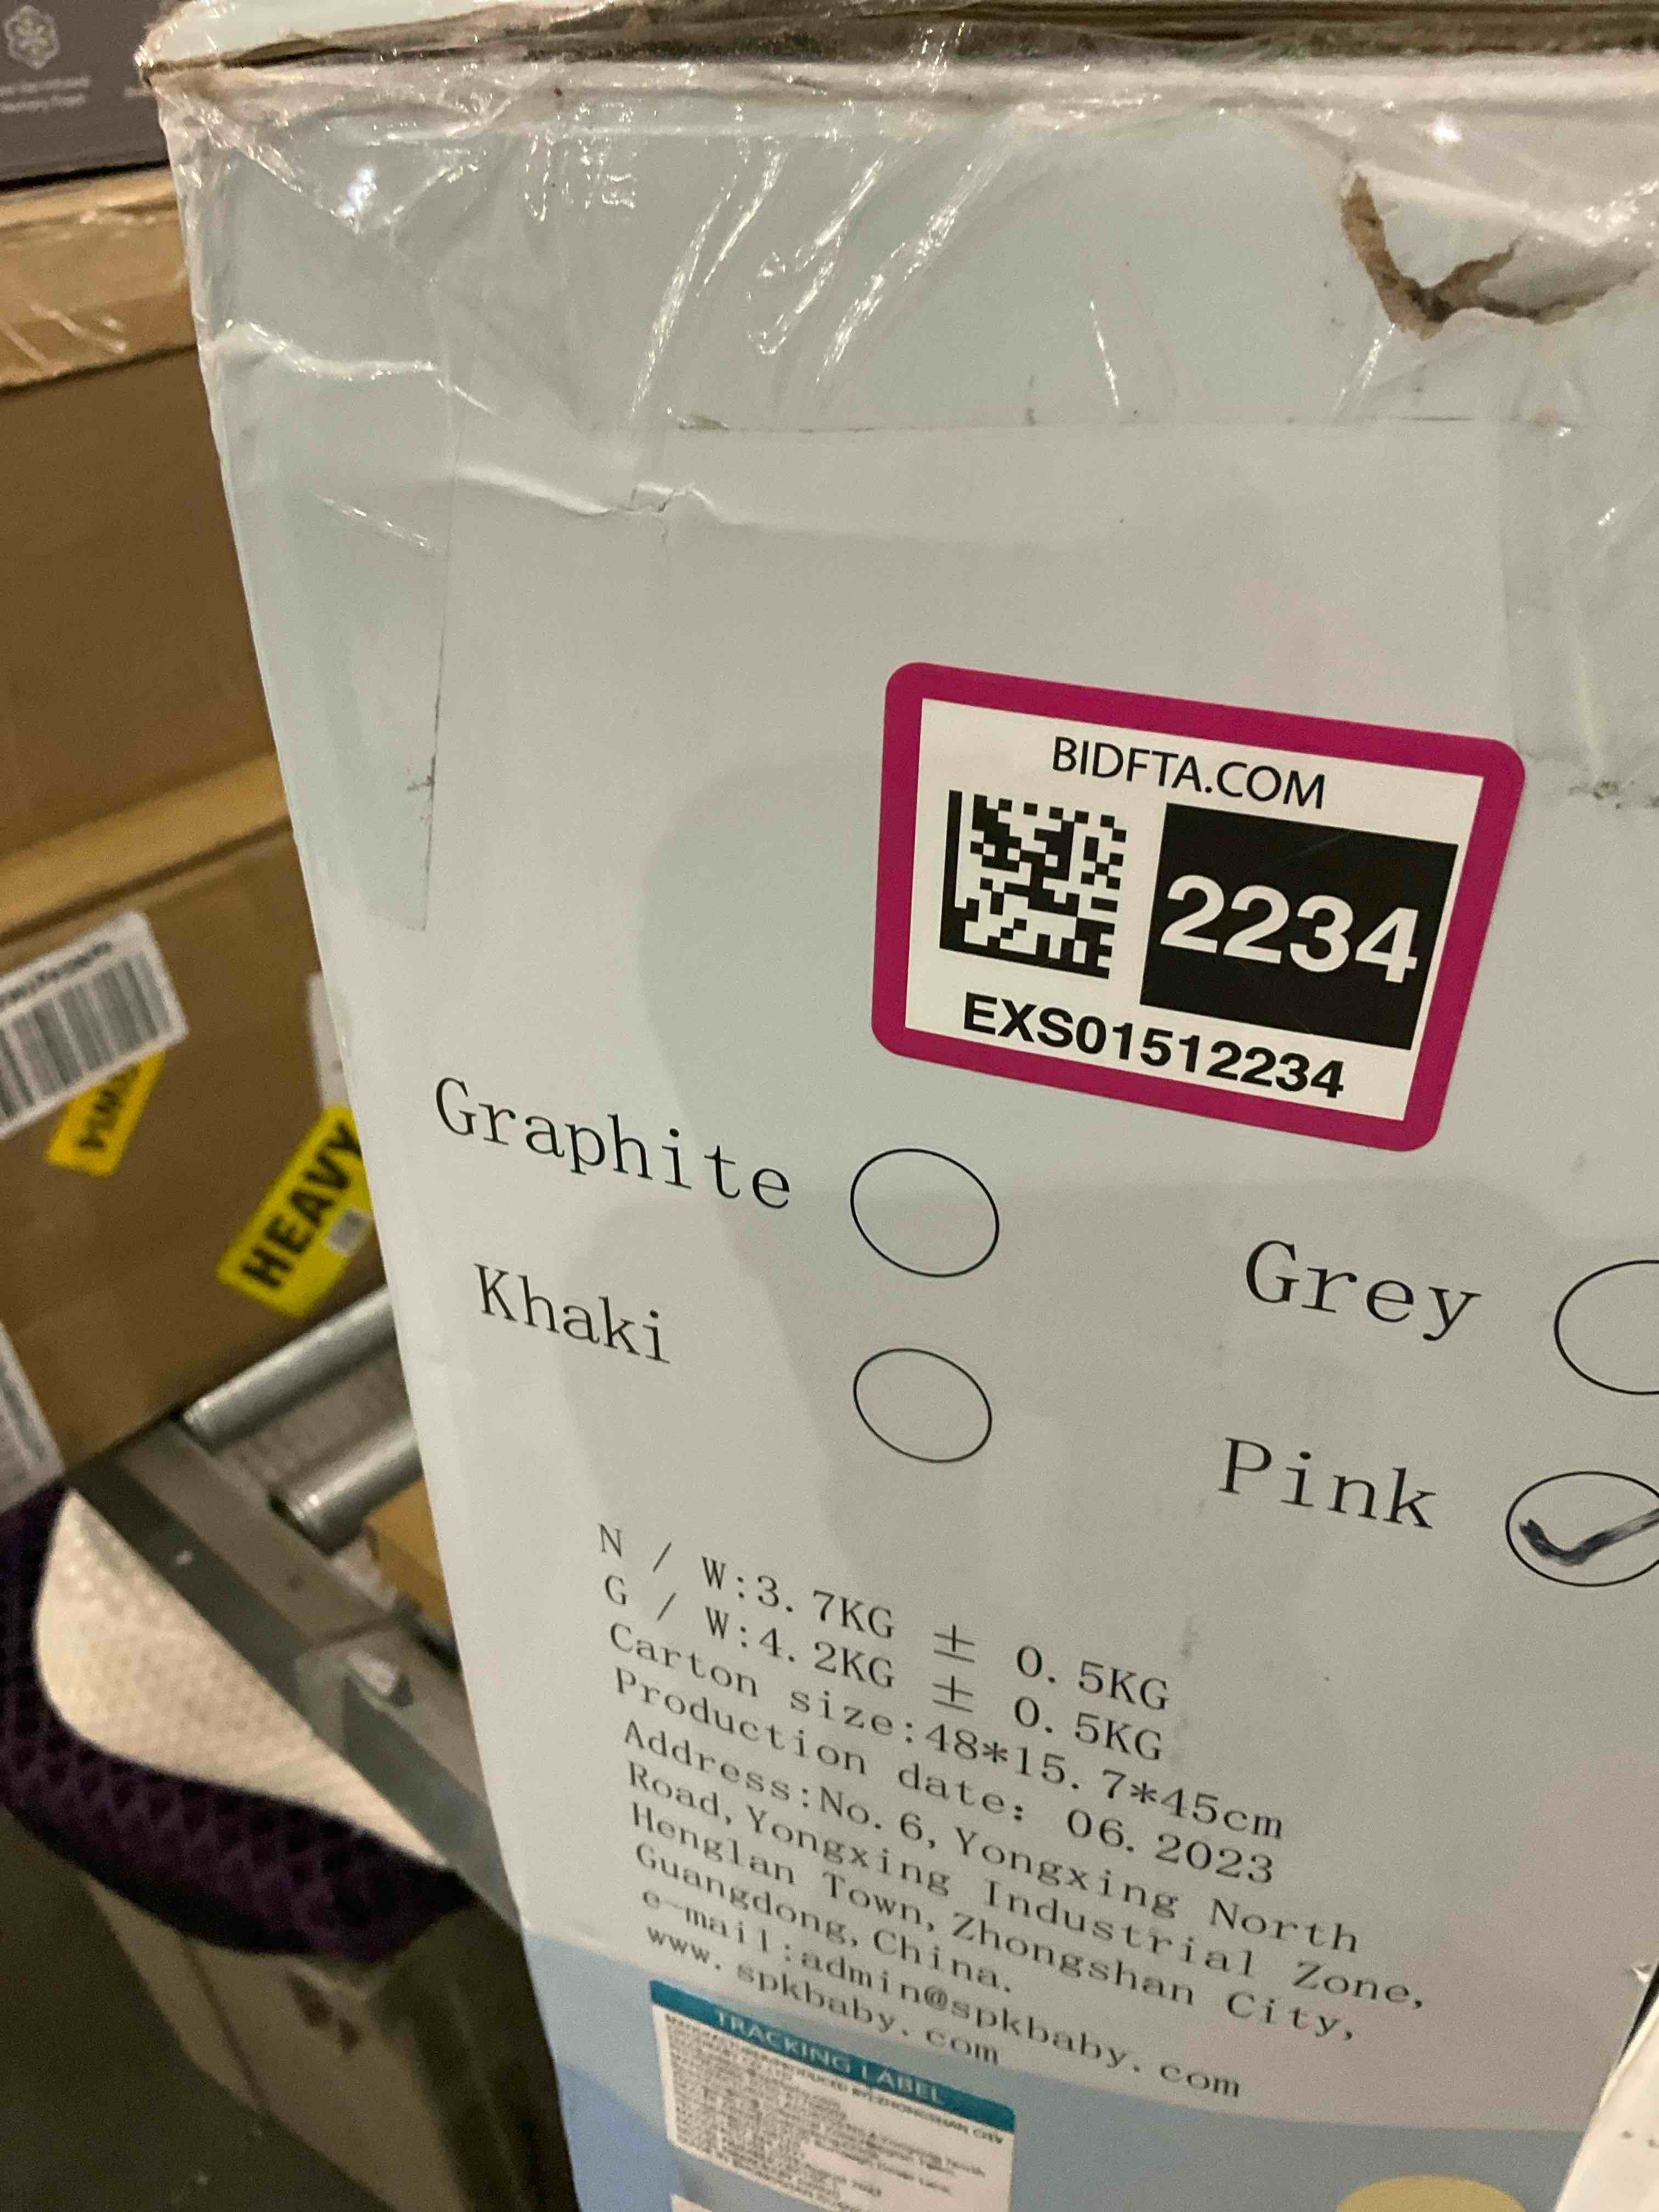 BIDFTA.COM
2234
EXS01512234
Graphite
Grey
Khaki
Pink
N / W:3.7KG ± 0.5KG
G / W:4.2KG ± 0.5KG
Carton size:48*15.7*45cm
Production date: 06.2023
Address:No.6, Yongxing North
Road, Yongxing Industrial Zone,
Henglan Town, Zhongshan City,
Guangdong, China.
e-mail:admin@spkbaby.com
www.spkbaby.com
TRACKING LABEL
HEAVY